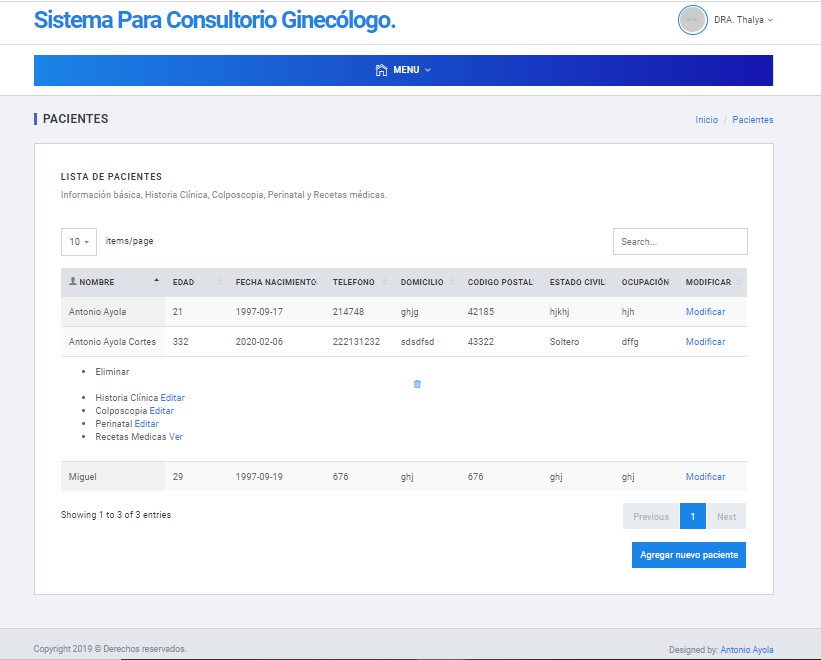 Sistema Para Consultorio Ginecólogo.
DRA. Thalya
MENU
PACIENTES
Inicio / Pacientes
LISTA DE PACIENTES
Información básica, Historia Clínica, Colposcopia, Perinatal y Recetas médicas.
10 items/page
Search...
NOMBRE EDAD FECHA NACIMIENTO TELEFONO DOMICILIO CODIGO POSTAL ESTADO CIVIL OCUPACIÓN MODIFICAR
Antonio Ayola 21 1997-09-17 214748 ghjg 42185 hjkhj hjh Modificar
Antonio Ayola Cortes 332 2020-02-06 222131232 sdsdfsd 43322 Soltero dffg Modificar
• Eliminar
• Historia Clínica Editar
• Colposcopia Editar
• Perinatal Editar
• Recetas Medicas Ver
Miguel 29 1997-09-19 676 ghj 676 ghj ghj Modificar
Showing 1 to 3 of 3 entries
Previous 1 Next
Agregar nuevo paciente
Copyright 2019 © Derechos reservados.
Designed by: Antonio Ayola